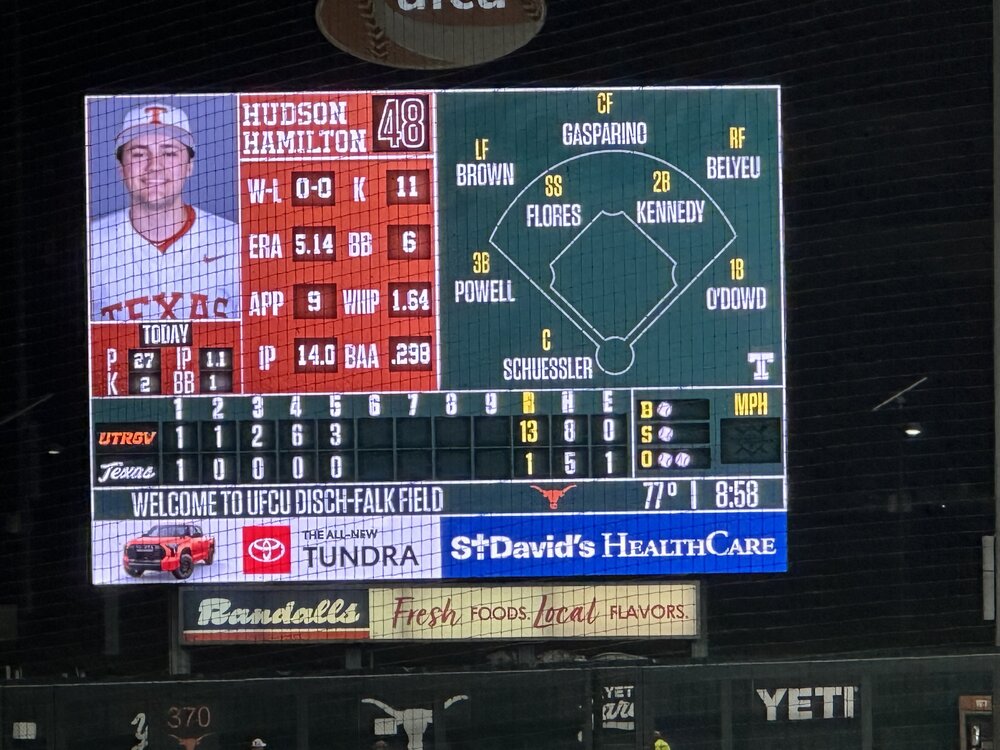 ufcu
HUDSON
HAMILTON
48
W-L 0-0 K 11
ERA 5.14 BB 6
APP 9 WHIP 1.64
IP 14.0 BAA .298
T
TEXAS
TODAY
P 27 IP 1.1
K 2 BB 1
CF
GASPARINO
LF
BROWN
RF
BELYEU
SS
FLORES
2B
KENNEDY
3B
POWELL
1B
O'DOWD
C
SCHUESSLER
T
1 2 3 4 5 6 7 8 9 R H E
UTRGV 1 1 2 6 3 13 8 0
Texas 1 0 0 0 0 1 5 1
B
S
O
MPH
WELCOME TO UFCU DISCH-FALK FIELD
77° | 8:58
TOYOTA
THE ALL-NEW
TUNDRA
St David's HEALTHCARE
Randalls
Fresh FOODS. Local FLAVORS.
370
YETI